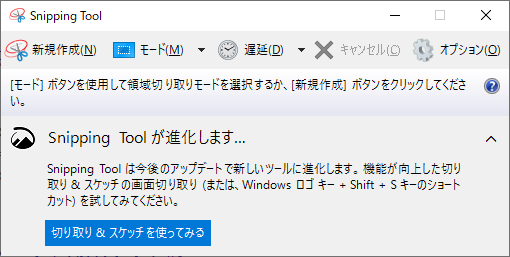 Snipping Tool
新規作成(N) モード(M) 遅延(D) キャンセル(C) オプション(O)
[モード] ボタンを使用して領域切り取りモードを選択するか、[新規作成] ボタンをクリックしてくださ
い。
Snipping Tool が進化します...
Snipping Tool は今後のアップデートで新しいツールに進化します。機能が向上した切り
取り & スケッチの画面切り取り (または、Windows ロゴ キー + Shift + S キーのショート
カット) を試してみてください。
切り取り & スケッチを使ってみる